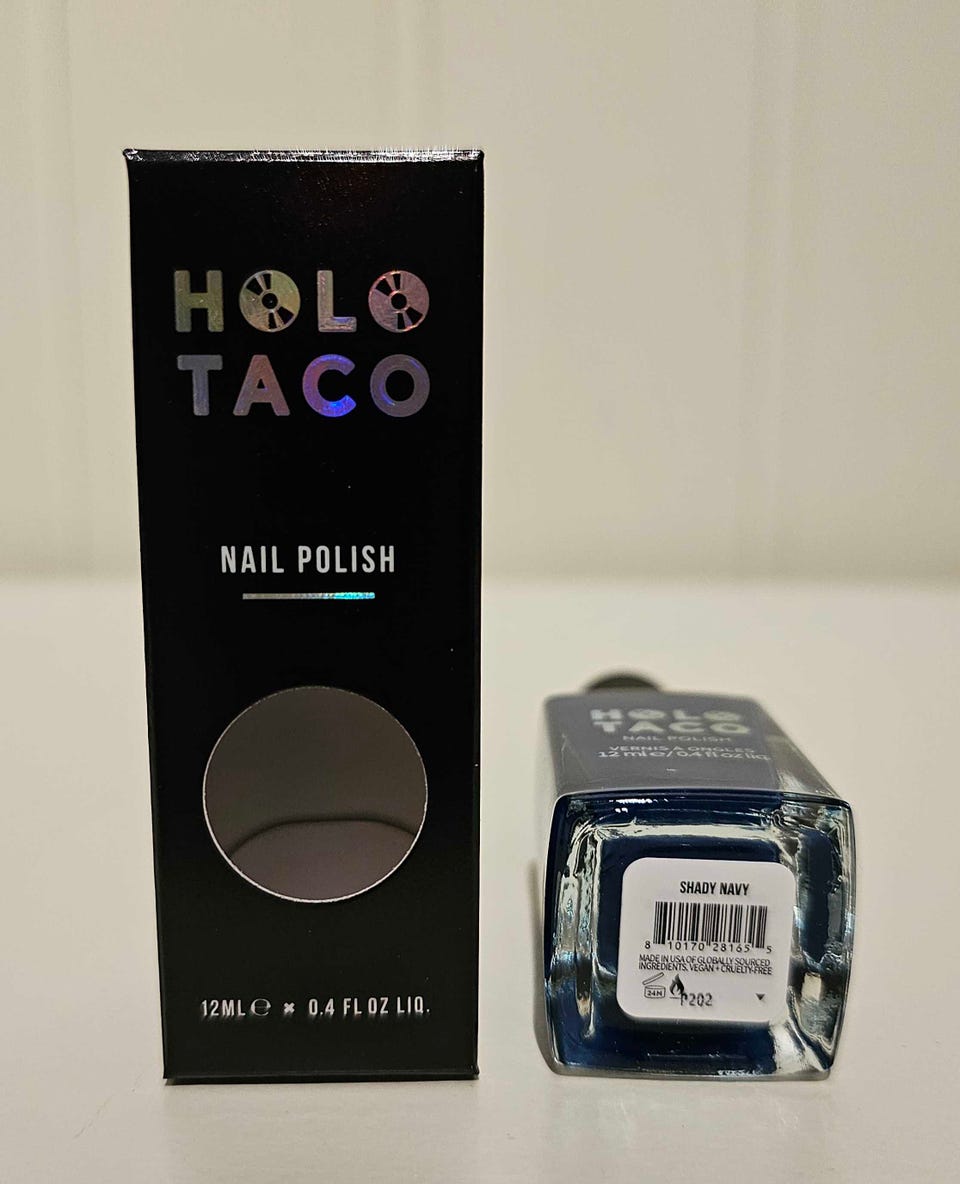 HOLO
TACO
NAIL POLISH
12ML℮ × 0.4 FL OZ LIQ.
HOLO
TACO
NAIL POLISH
VERNIS À ONGLES
12 ml ℮/0.4 fl oz liq
SHADY NAVY
8 10170 28165 5
MADE IN USA OF GLOBALLY SOURCED
INGREDIENTS. VEGAN + CRUELTY-FREE
24M
P202